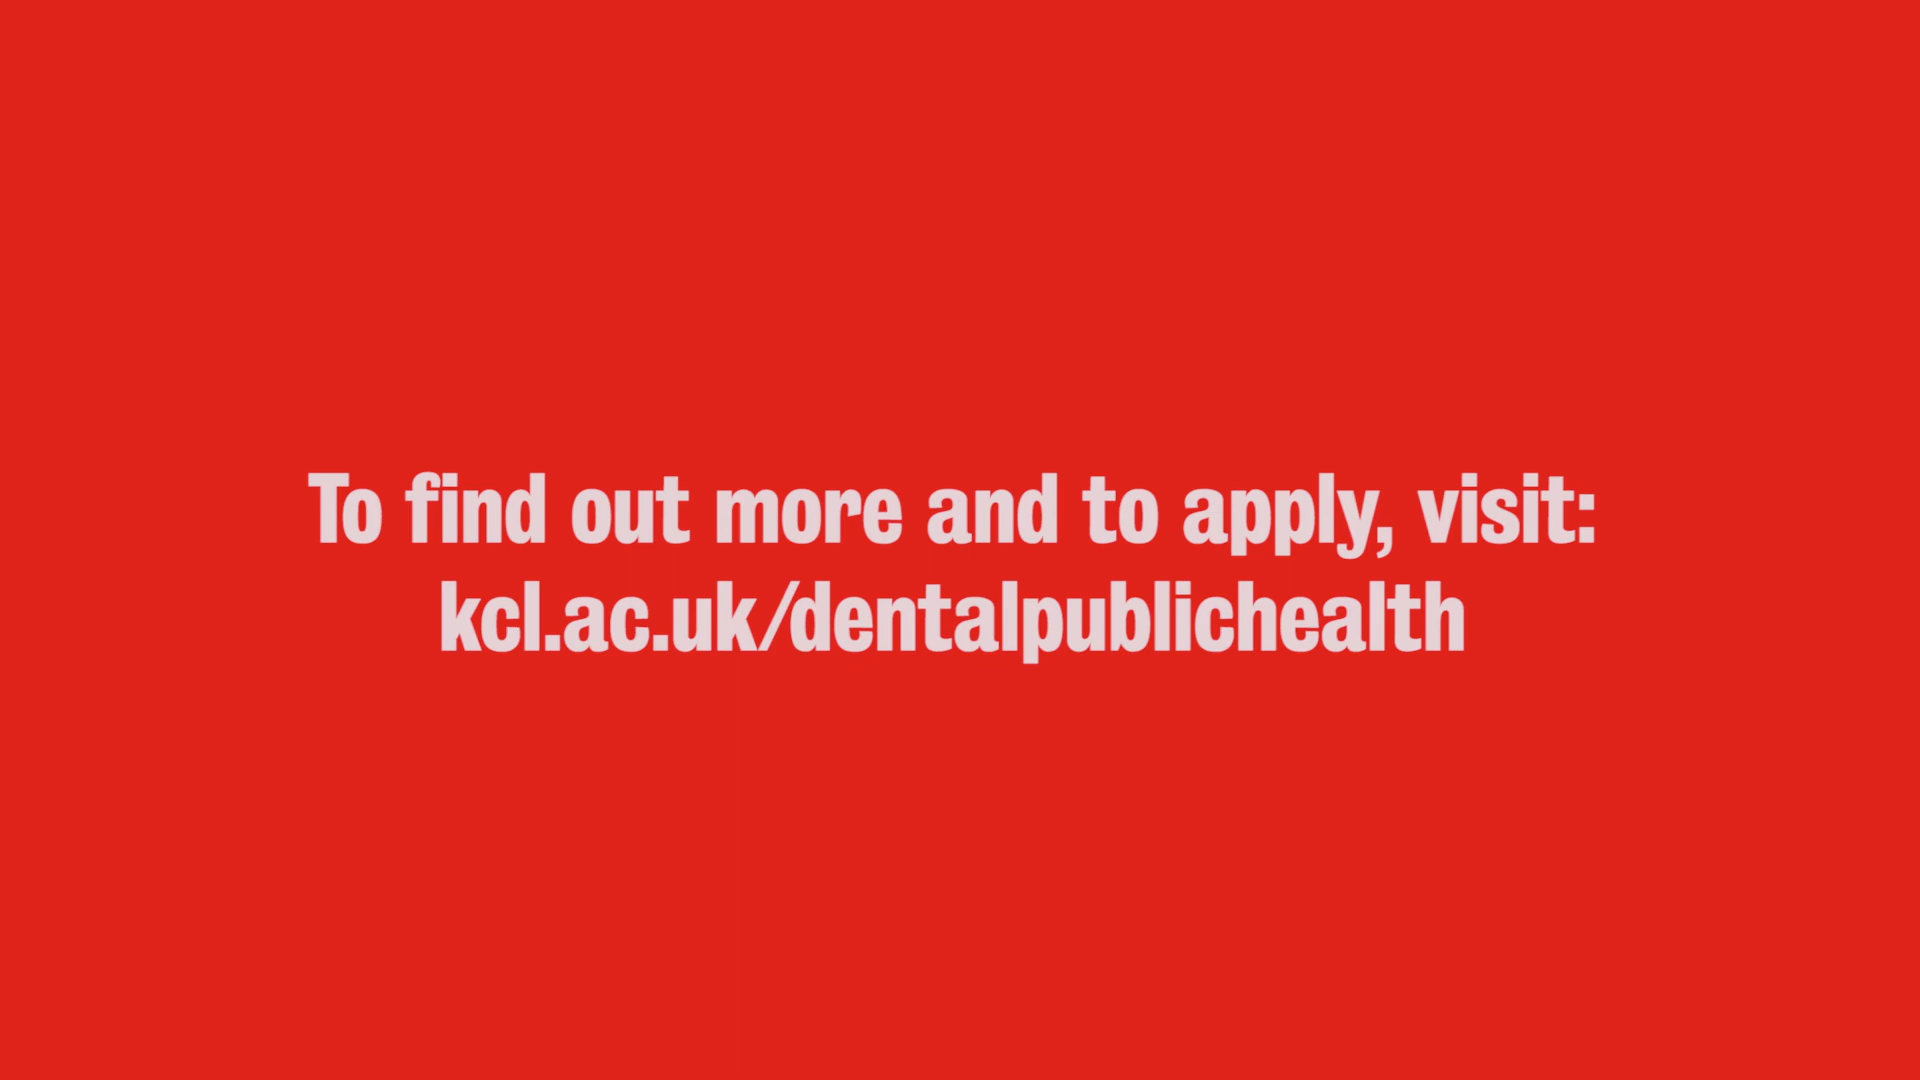 To find out more and to apply, visit:
kcl.ac.uk/dentalpublichealth